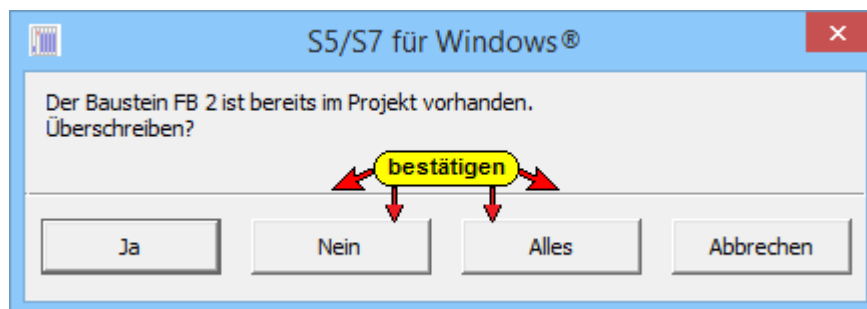 S5/S7 für Windows®
Der Baustein FB 2 ist bereits im Projekt vorhanden.
Überschreiben?
bestätigen
Ja Nein Alles Abbrechen